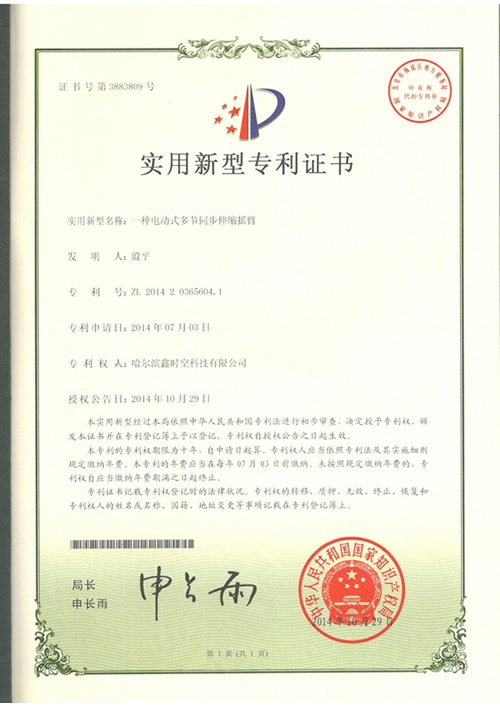 证书号第3883809号
印花税
代扣专用章
国家知识产权局
实用新型专利证书
实用新型名称：一种电动式多节同步伸缩摇臂
发 明 人：殷平
专 利 号：ZL 2014 2 0365604.1
专利申请日：2014年07月03日
专 利 权 人：哈尔滨鑫时空科技有限公司
授权公告日：2014年10月29日
本实用新型经过本局依照中华人民共和国专利法进行初步审查，决定授予专利权，颁
发本证书并在专利登记簿上予以登记。专利权自授权公告之日起生效。
本专利的专利权期限为十年，自申请日起算。专利权人应当依照专利法及其实施细则
规定缴纳年费。本专利的年费应当在每年07月03日前缴纳。未按照规定缴纳年费的，专
利权自应当缴纳年费期满之日起终止。
专利证书记载专利权登记时的法律状况。专利权的转移、质押、无效、终止、恢复和
专利权人的姓名或名称、国籍、地址变更等事项记载在专利登记簿上。
局长
申长雨
申长雨
中华人民共和国国家知识产权局
2014年10月29日
第1页(共1页)